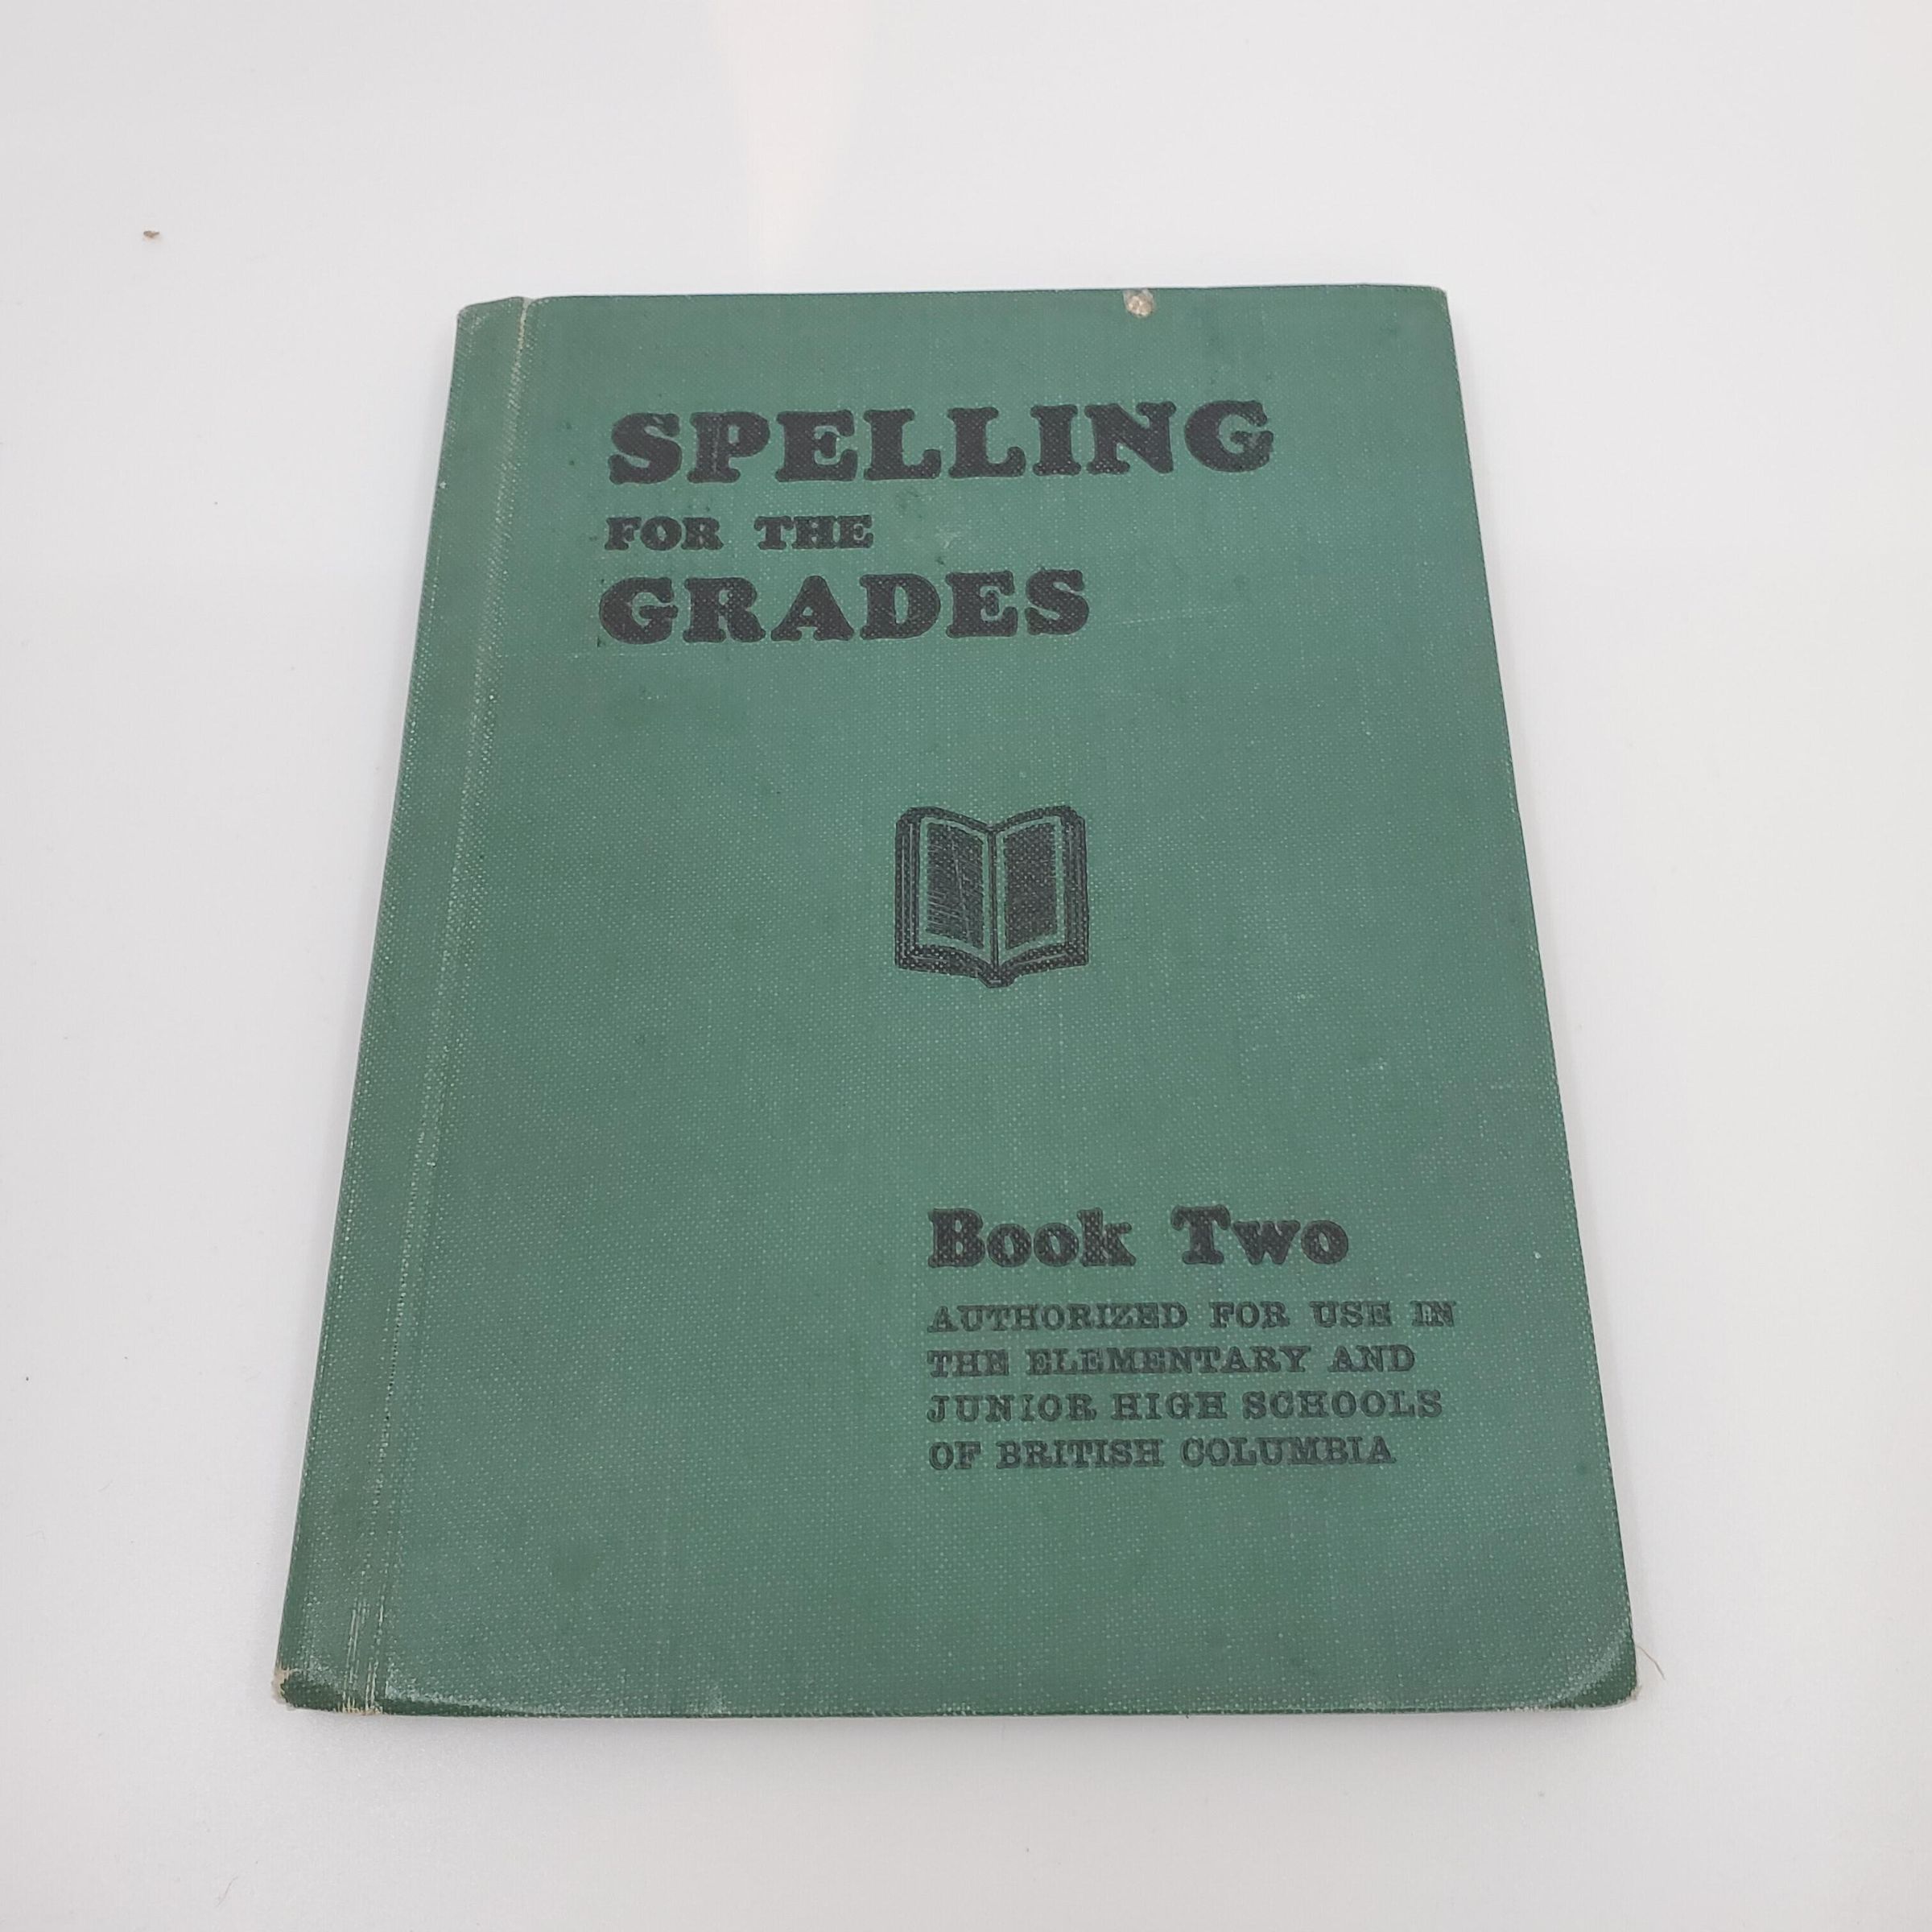 SPELLING
FOR THE
GRADES
Book Two
AUTHORIZED FOR USE IN
THE ELEMENTARY AND
JUNIOR HIGH SCHOOLS
OF BRITISH COLUMBIA